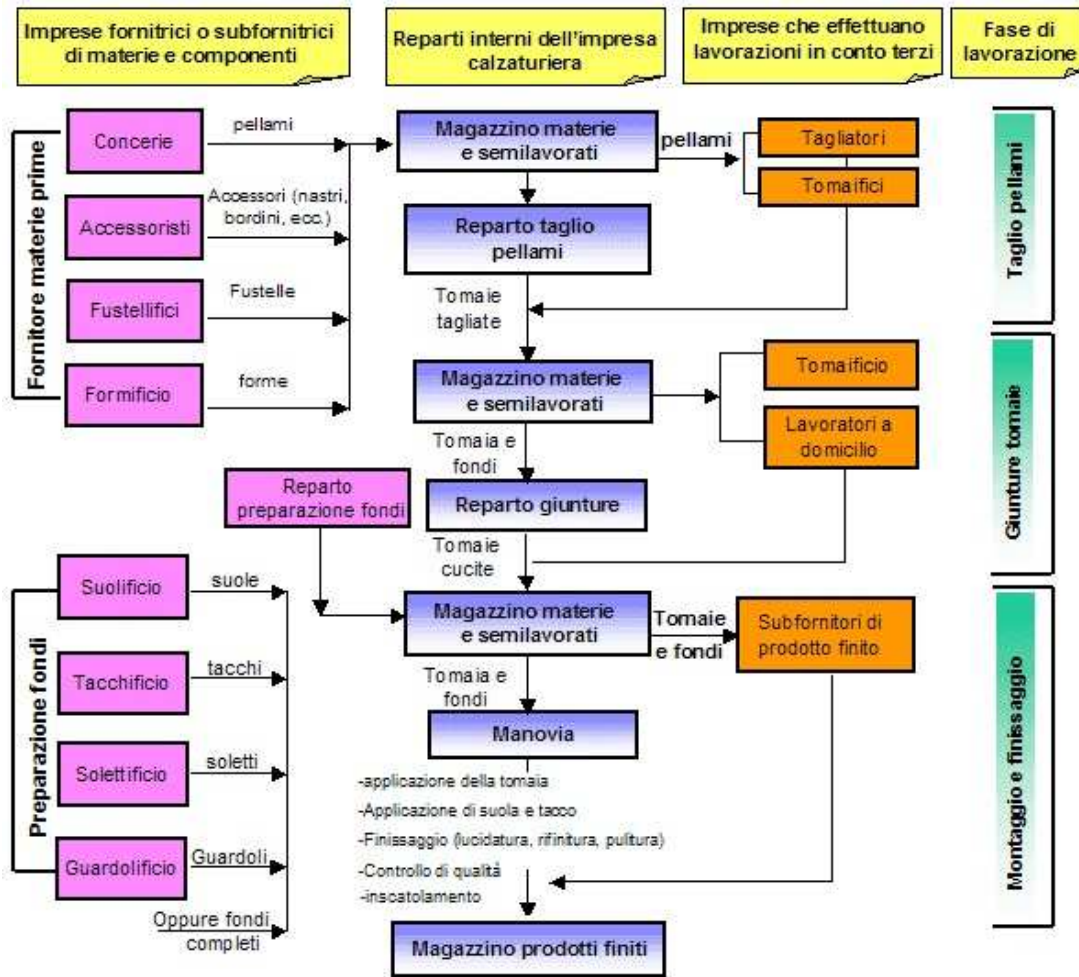 Imprese fornitrici o subfornitrici
di materie e componenti
Reparti interni dell'impresa
calzaturiera
Imprese che effettuano
lavorazioni in conto terzi
Fase di
lavorazione
Fornitore materie prime
Concerie
pellami
Accessoristi
Accessori (nastri,
bordini, ecc.)
Fustellifici
Fustelle
Formificio
forme
Magazzino materie
e semilavorati
pellami
Tagliatori
Tomaifici
Taglio pellami
Reparto taglio
pellami
Tomaie
tagliate
Magazzino materie
e semilavorati
Tomaificio
Lavoratori a
domicilio
Giunture tomaie
Tomaia e
fondi
Reparto
preparazione fondi
Reparto giunture
Tomaie
cucite
Preparazione fondi
Suolificio
suole
Tacchificio
tacchi
Solettificio
soletti
Guardolificio
Guardoli
Oppure fondi
completi
Magazzino materie
e semilavorati
Tomaie
e fondi
Subfornitori di
prodotto finito
Montaggio e finissaggio
Tomaia e
fondi
Manovia
-applicazione della tomaia
-Applicazione di suola e tacco
-Finissaggio (lucidatura, rifinitura, pulitura)
-Controllo di qualità
-inscatolamento
Magazzino prodotti finiti